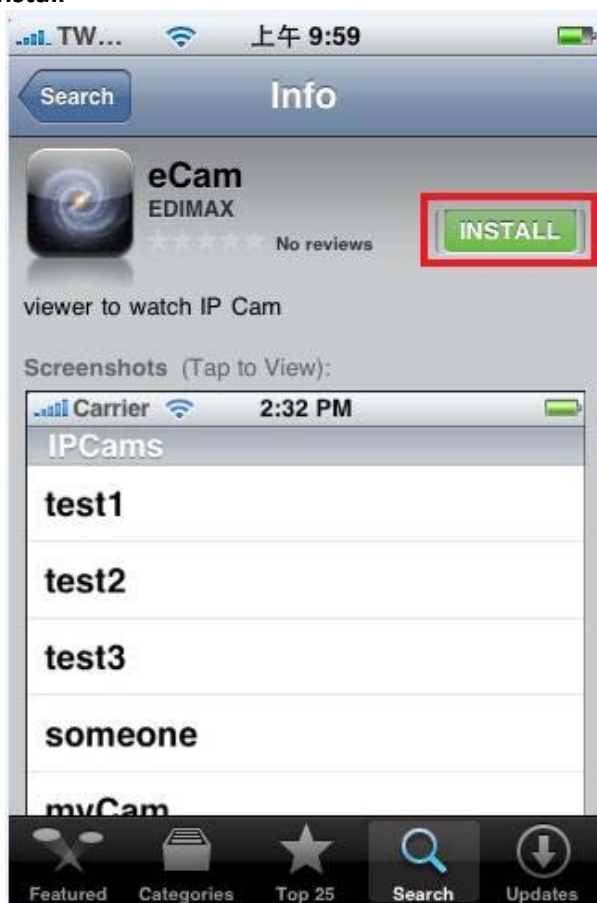 TW...
上午 9:59
Search
Info
eCam
EDIMAX
No reviews
INSTALL
viewer to watch IP Cam
Screenshots (Tap to View):
Carrier
2:32 PM
IPCams
test1
test2
test3
someone
myCam
Featured
Categories
Top 25
Search
Updates